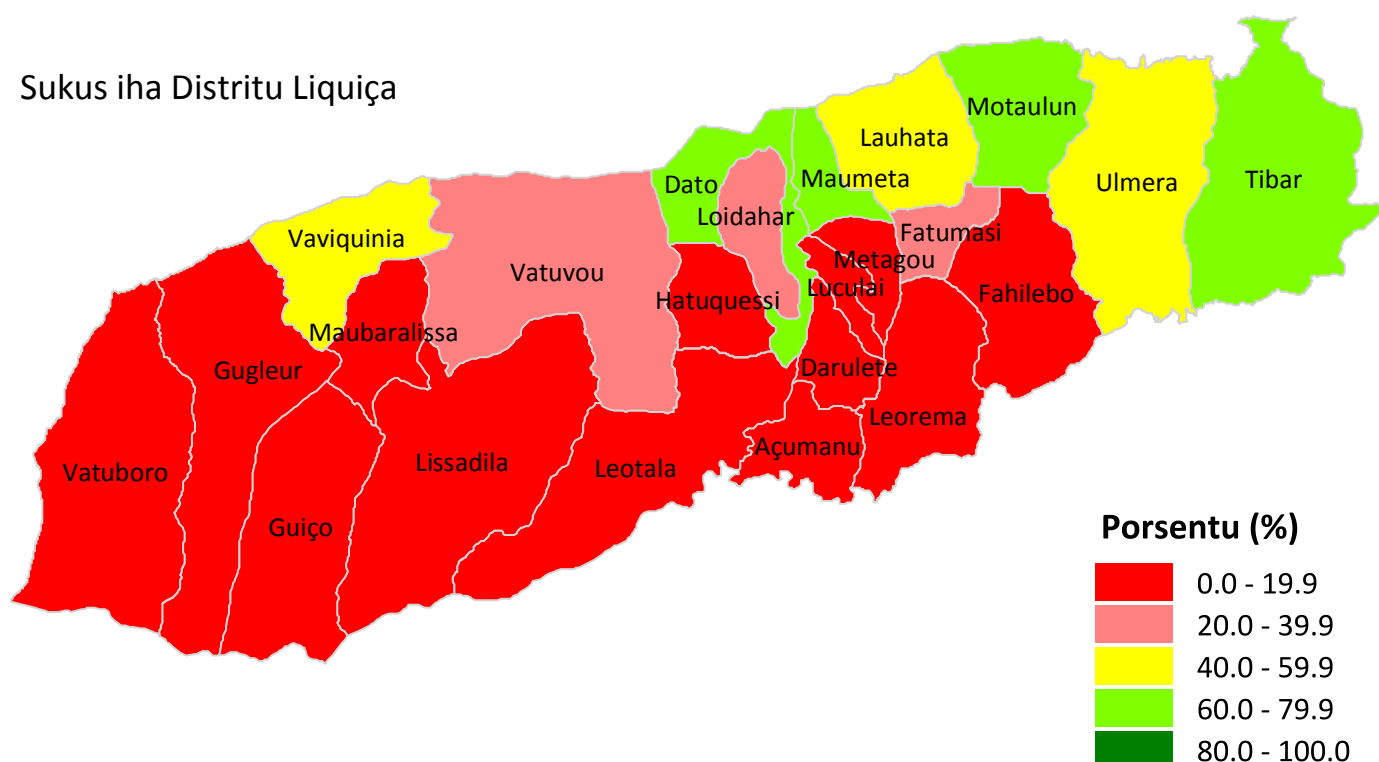 Sukus iha Distritu Liquiça
Motaulun
Lauhata
Maumeta
Dato
Ulmera
Tibar
Loidahar
Fatumasi
Vaviquinia
Metagou
Vatuvou
Luculai
Fahilebo
Hatuquessi
Maubaralissa
Gugleur
Darulete
Leorema
Açumanu
Lissadila
Leotala
Vatuboro
Guiço
Porsentu (%)
0.0 - 19.9
20.0 - 39.9
40.0 - 59.9
60.0 - 79.9
80.0 - 100.0